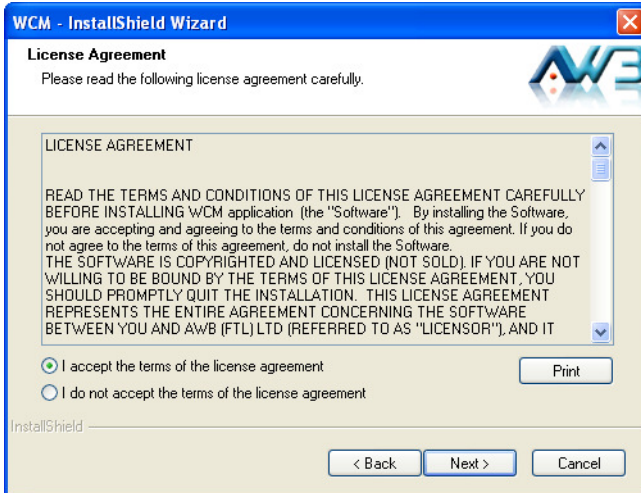 WCM - InstallShield Wizard
License Agreement
Please read the following license agreement carefully.
AWB
LICENSE AGREEMENT
READ THE TERMS AND CONDITIONS OF THIS LICENSE AGREEMENT CAREFULLY
BEFORE INSTALLING WCM application (the "Software"). By installing the Software,
you are accepting and agreeing to the terms and conditions of this agreement. If you do
not agree to the terms of this agreement, do not install the Software.
THE SOFTWARE IS COPYRIGHTED AND LICENSED (NOT SOLD). IF YOU ARE NOT
WILLING TO BE BOUND BY THE TERMS OF THIS LICENSE AGREEMENT, YOU
SHOULD PROMPTLY QUIT THE INSTALLATION. THIS LICENSE AGREEMENT
REPRESENTS THE ENTIRE AGREEMENT CONCERNING THE SOFTWARE
BETWEEN YOU AND AWB (FTL) LTD (REFERRED TO AS "LICENSOR"), AND IT
I accept the terms of the license agreement
Print
I do not accept the terms of the license agreement
InstallShield
< Back
Next >
Cancel